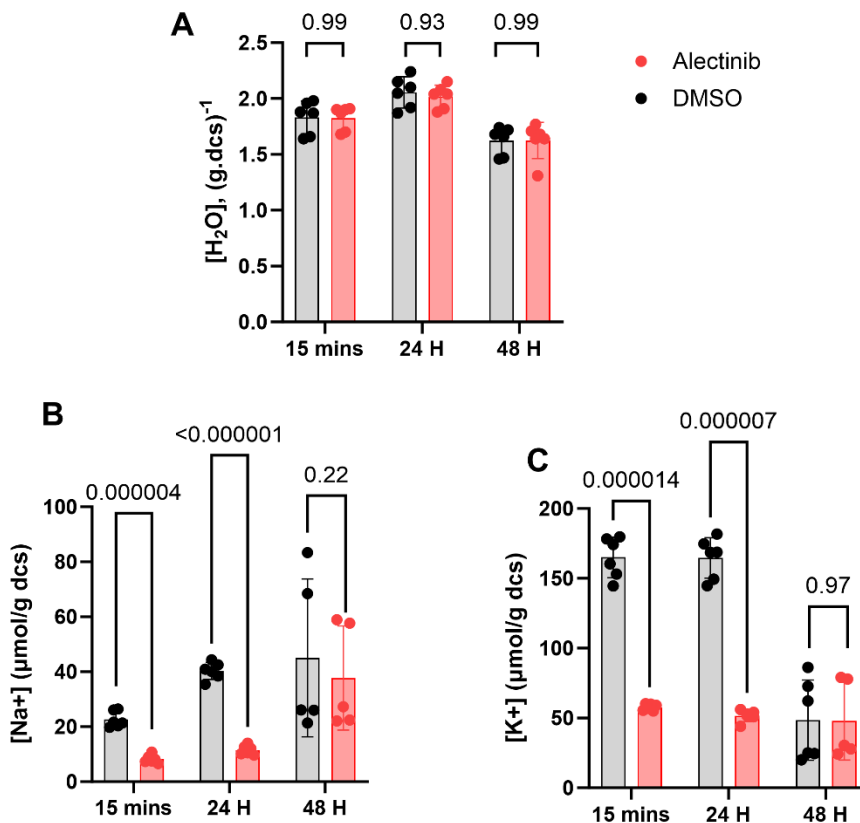 A
0.99
0.93
0.99
[H₂O], (g.dcs)⁻¹
2.5
2.0
1.5
1.0
0.5
0.0
15 mins
24 H
48 H
Alectinib
DMSO
B
<0.000001
0.000004
0.22
[Na+] (μmol/g dcs)
100
80
60
40
20
0
15 mins
24 H
48 H
C
0.000007
0.000014
0.97
[K+] (μmol/g dcs)
200
150
100
50
0
15 mins
24 H
48 H